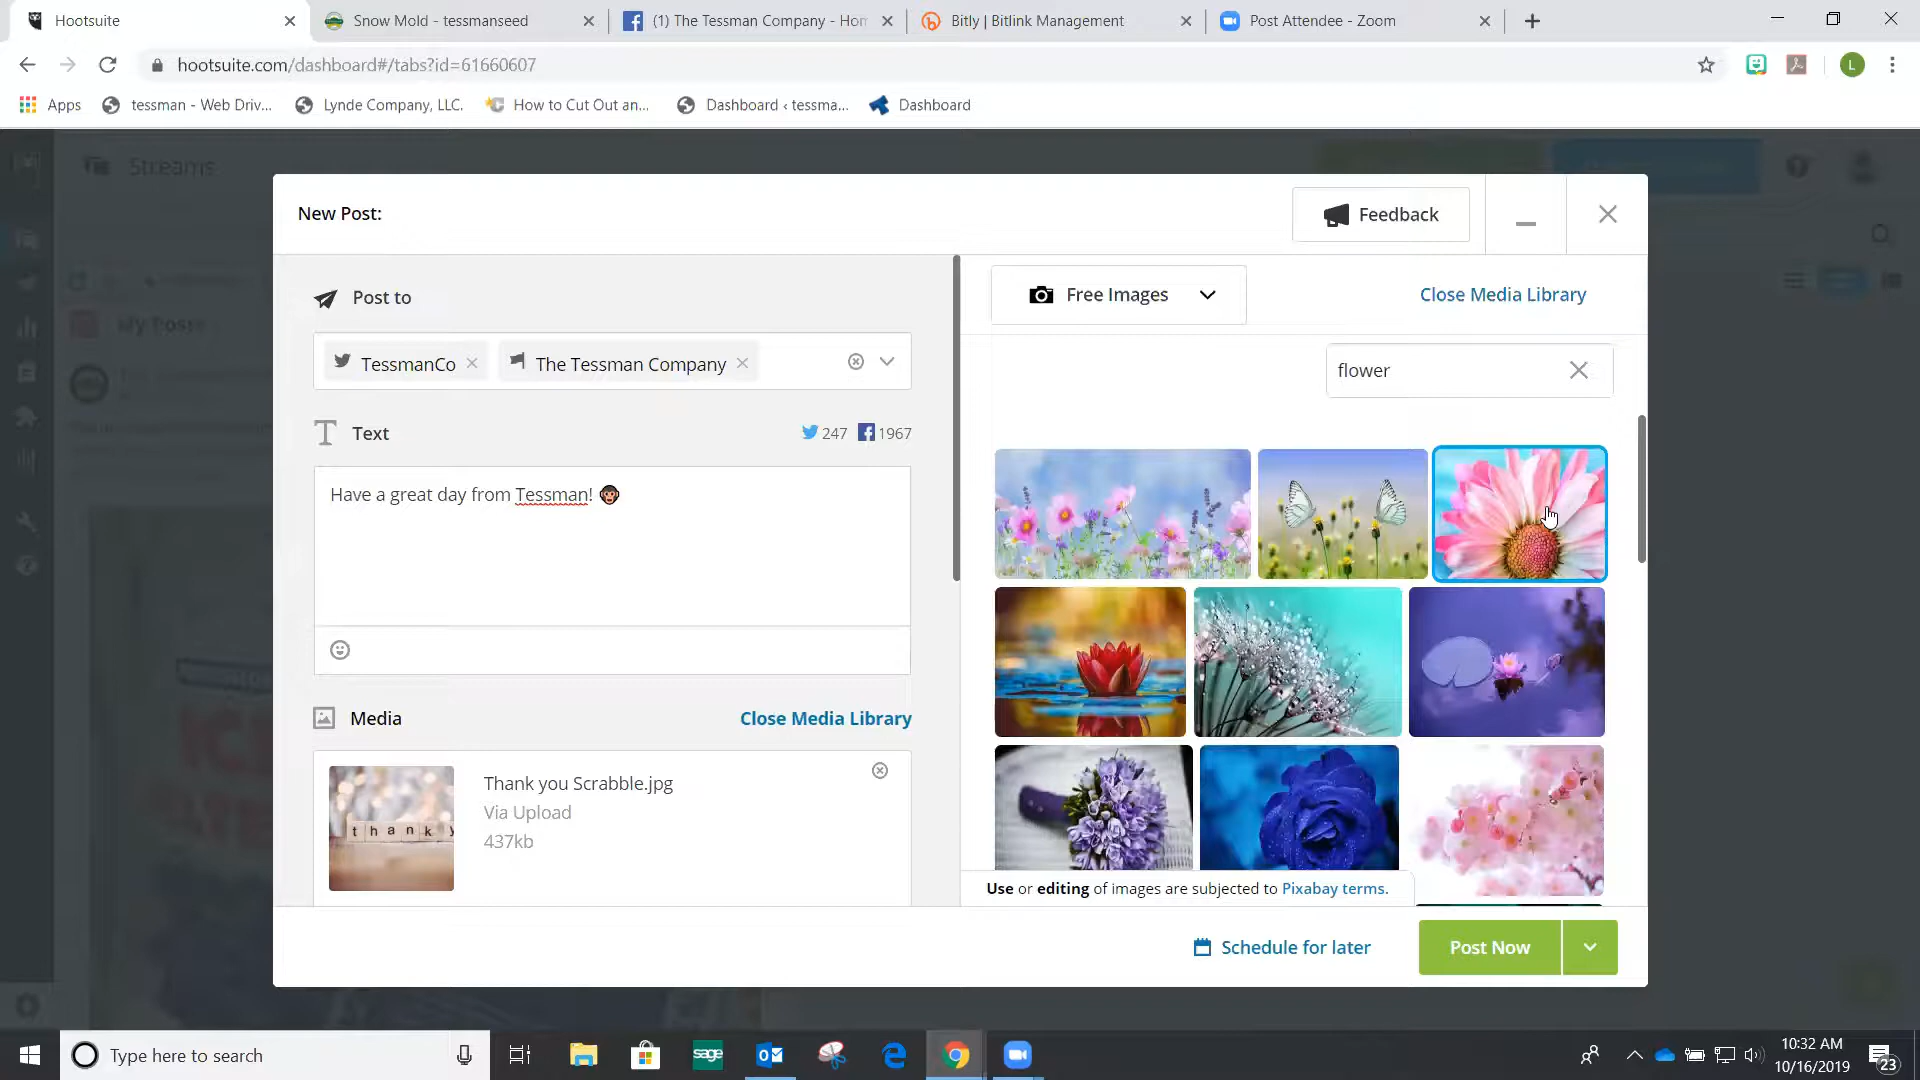 Hootsuite
Snow Mold - tessmanseed
(1) The Tessman Company - Hom
Bitly | Bitlink Management
Post Attendee - Zoom
hootsuite.com/dashboard#/tabs?id=61660607
L
Apps
tessman - Web Driv...
Lynde Company, LLC.
How to Cut Out an...
Dashboard ‹ tessma...
Dashboard
Streams
New Post:
Feedback
Post to
Free Images
Close Media Library
TessmanCo
The Tessman Company
flower
Text
247
1967
Have a great day from Tessman!
Media
Close Media Library
thank y
Thank you Scrabble.jpg
Via Upload
437kb
Use or editing of images are subjected to Pixabay terms.
Schedule for later
Post Now
Type here to search
sage
10:32 AM
10/16/2019
23